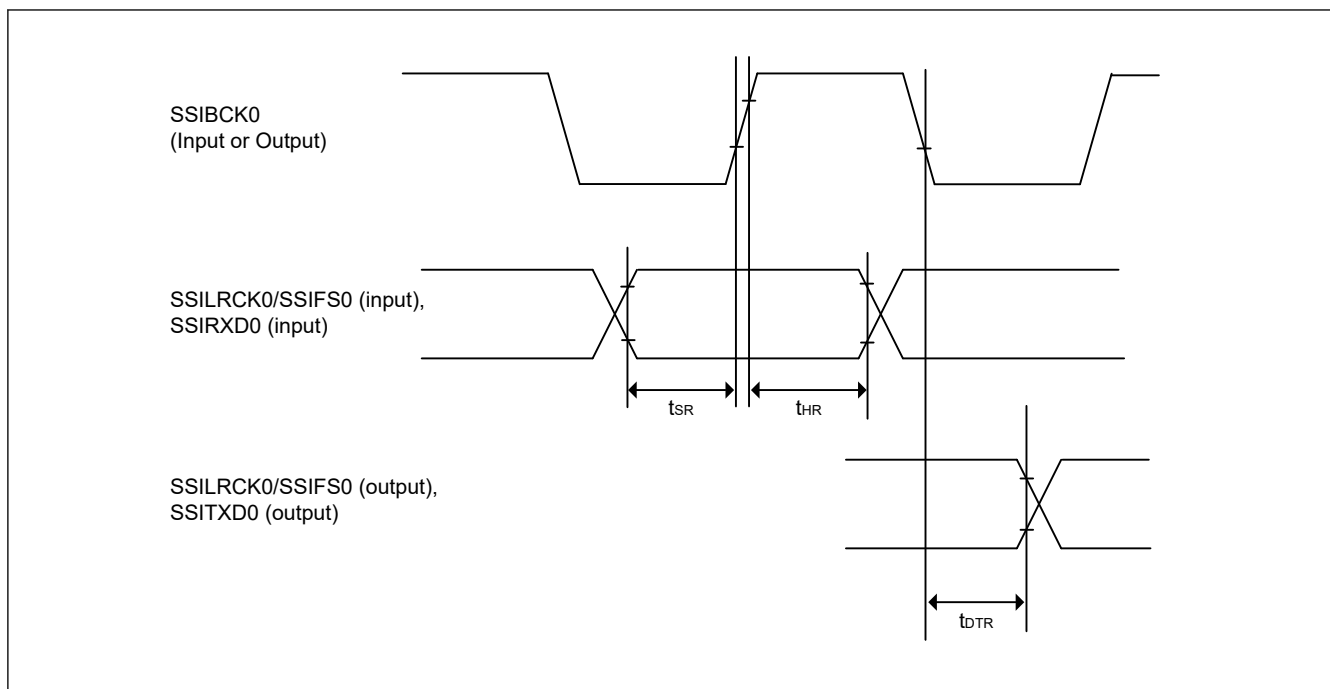 SSIBCK0
(Input or Output)
SSILRCK0/SSIFS0 (input),
SSIRXD0 (input)
tSR
tHR
SSILRCK0/SSIFS0 (output),
SSITXD0 (output)
tDTR